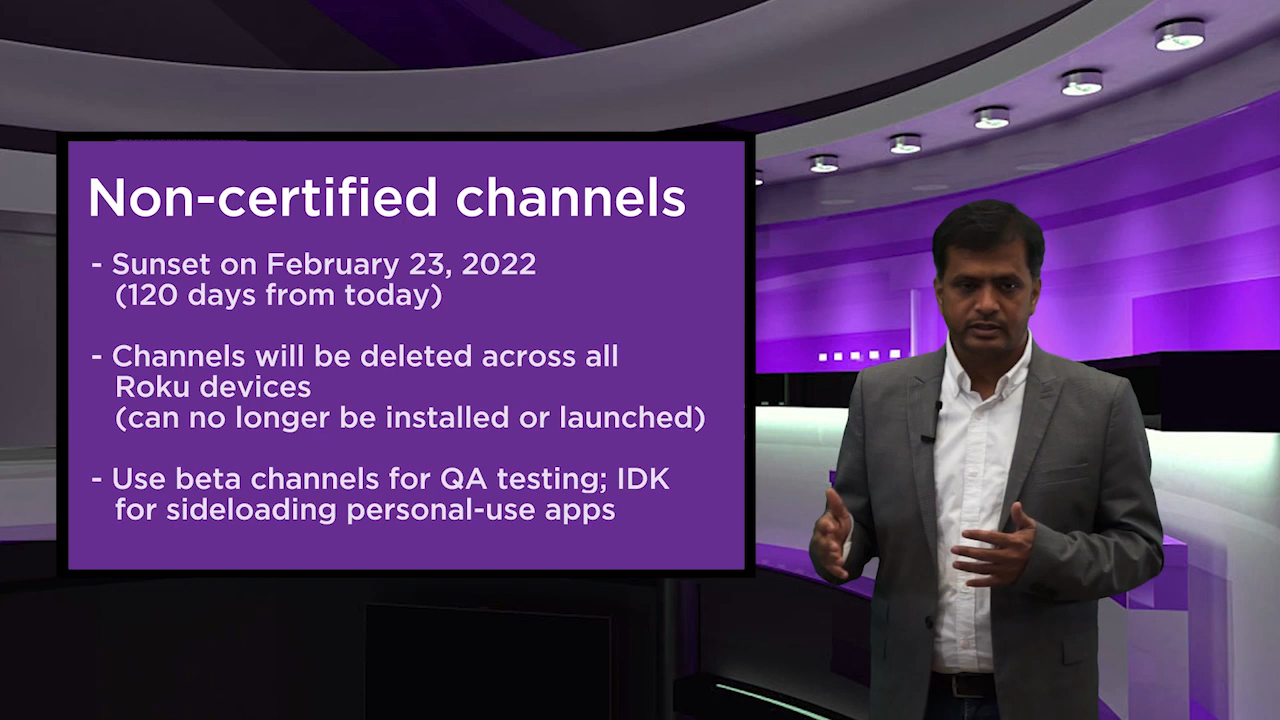 Non-certified channels
- Sunset on February 23, 2022
(120 days from today)
- Channels will be deleted across all
Roku devices
(can no longer be installed or launched)
- Use beta channels for QA testing; IDK
for sideloading personal-use apps